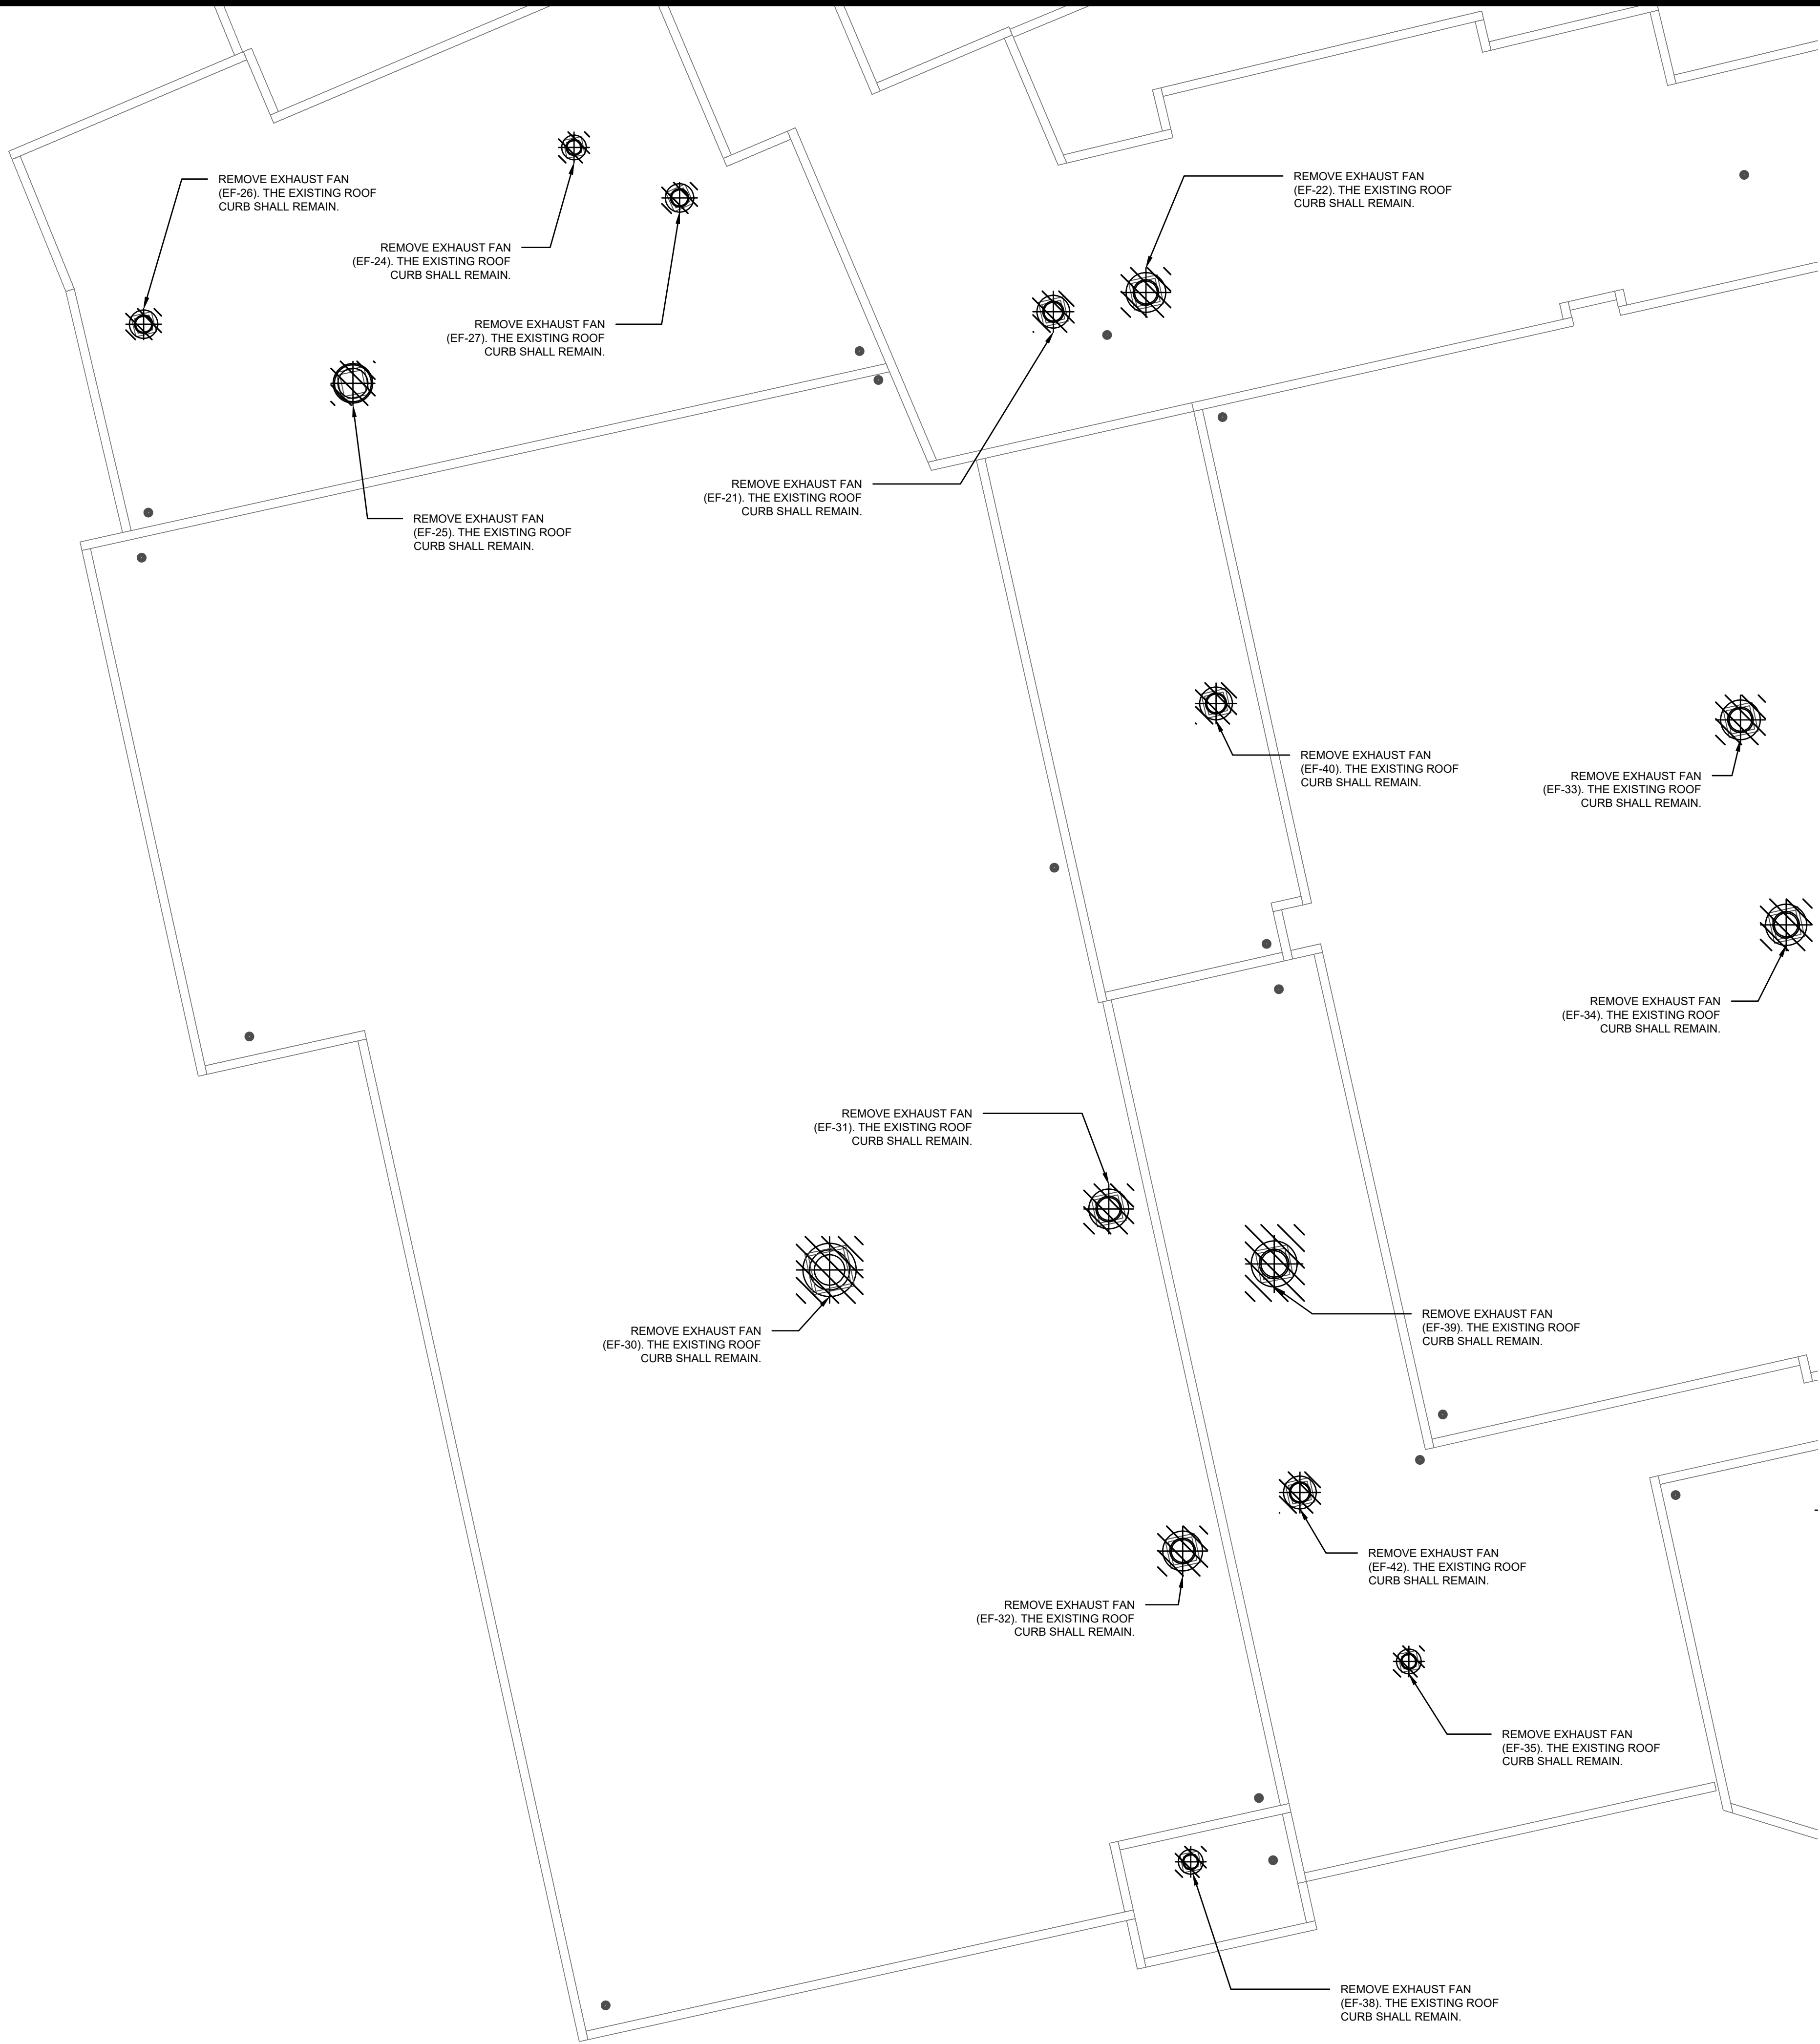 REMOVE EXHAUST FAN
(EF-26). THE EXISTING ROOF
CURB SHALL REMAIN.
REMOVE EXHAUST FAN
(EF-22). THE EXISTING ROOF
CURB SHALL REMAIN.
REMOVE EXHAUST FAN
(EF-24). THE EXISTING ROOF
CURB SHALL REMAIN.
REMOVE EXHAUST FAN
(EF-27). THE EXISTING ROOF
CURB SHALL REMAIN.
REMOVE EXHAUST FAN
(EF-21). THE EXISTING ROOF
CURB SHALL REMAIN.
REMOVE EXHAUST FAN
(EF-25). THE EXISTING ROOF
CURB SHALL REMAIN.
REMOVE EXHAUST FAN
(EF-40). THE EXISTING ROOF
CURB SHALL REMAIN.
REMOVE EXHAUST FAN
(EF-33). THE EXISTING ROOF
CURB SHALL REMAIN.
REMOVE EXHAUST FAN
(EF-34). THE EXISTING ROOF
CURB SHALL REMAIN.
REMOVE EXHAUST FAN
(EF-31). THE EXISTING ROOF
CURB SHALL REMAIN.
REMOVE EXHAUST FAN
(EF-39). THE EXISTING ROOF
CURB SHALL REMAIN.
REMOVE EXHAUST FAN
(EF-30). THE EXISTING ROOF
CURB SHALL REMAIN.
REMOVE EXHAUST FAN
(EF-42). THE EXISTING ROOF
CURB SHALL REMAIN.
REMOVE EXHAUST FAN
(EF-32). THE EXISTING ROOF
CURB SHALL REMAIN.
REMOVE EXHAUST FAN
(EF-35). THE EXISTING ROOF
CURB SHALL REMAIN.
REMOVE EXHAUST FAN
(EF-38). THE EXISTING ROOF
CURB SHALL REMAIN.